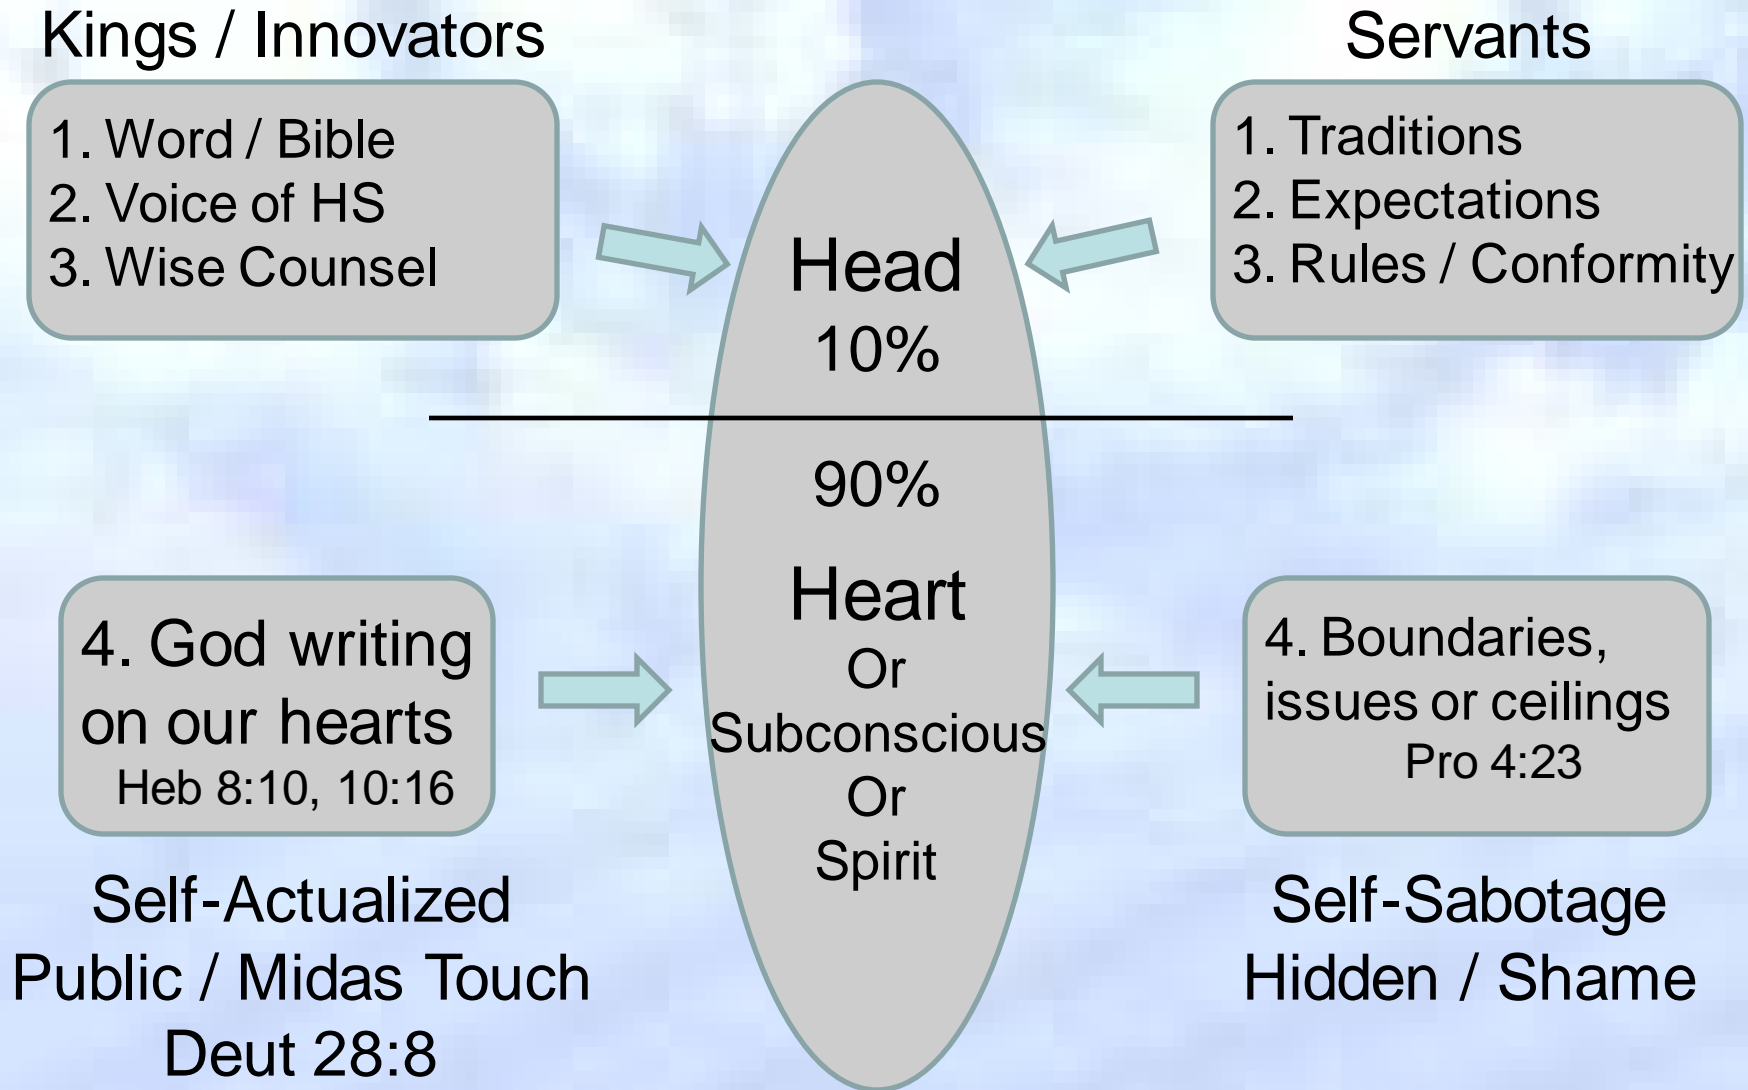 Kings / Innovators
1. Word / Bible
2. Voice of HS
3. Wise Counsel
Servants
1. Traditions
2. Expectations
3. Rules / Conformity
Head
10%
90%
Heart
Or
Subconscious
Or
Spirit
4. God writing
on our hearts
Heb 8:10, 10:16
4. Boundaries,
issues or ceilings
Pro 4:23
Self-Actualized
Public / Midas Touch
Deut 28:8
Self-Sabotage
Hidden / Shame